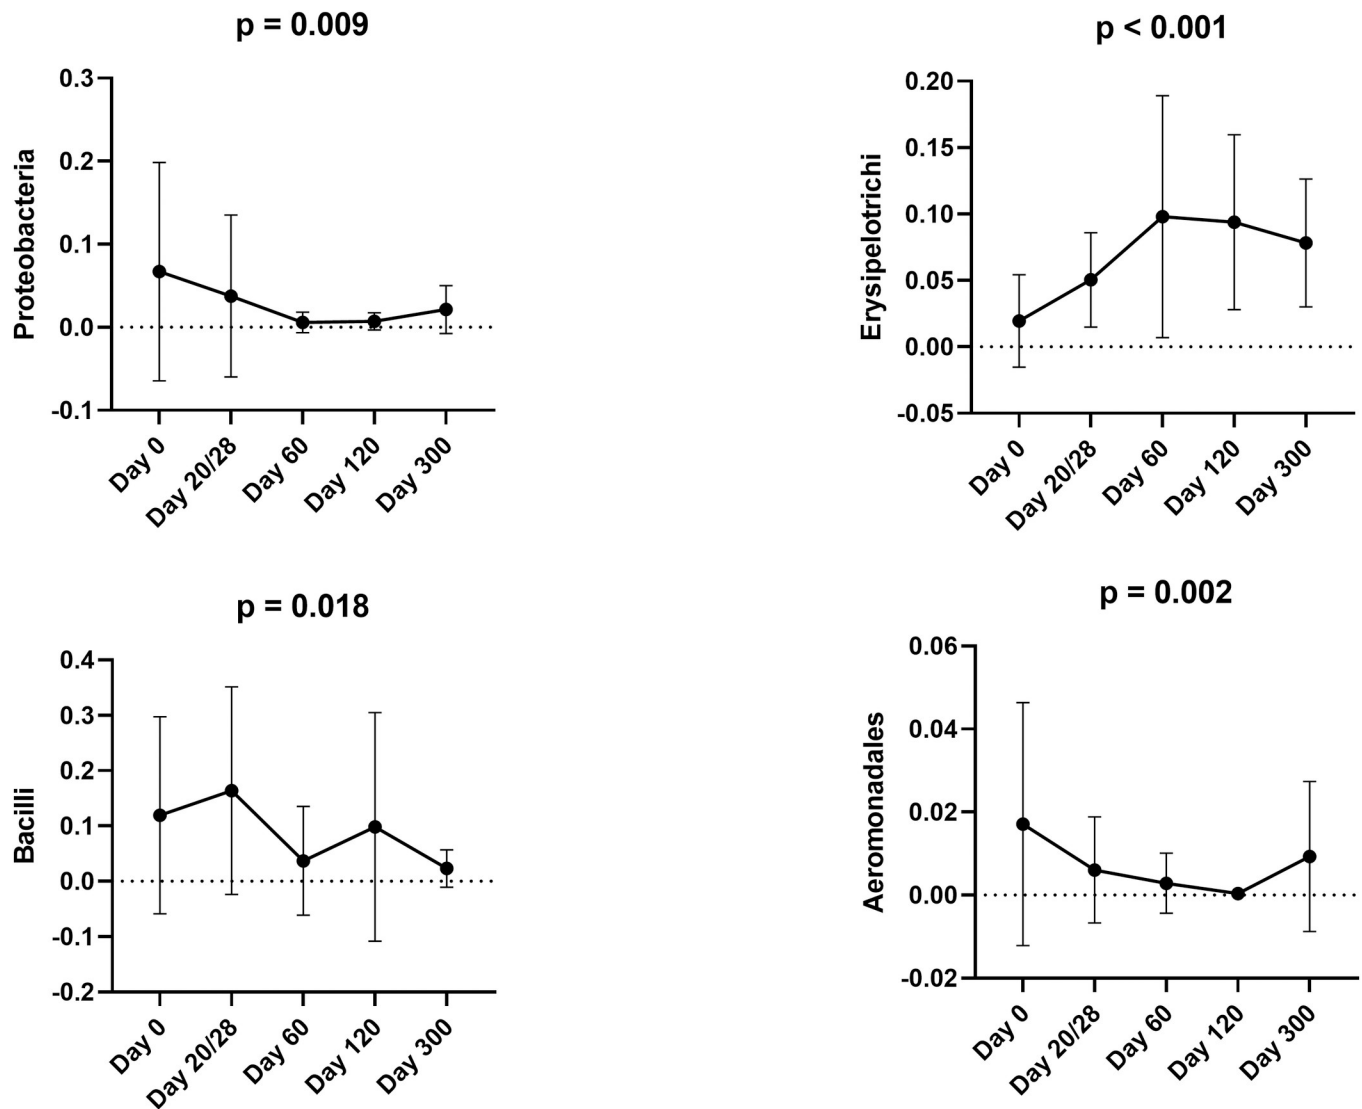 p = 0.009
Proteobacteria
0.3
0.2
0.1
0.0
-0.1
Day 0
Day 20/28
Day 60
Day 120
Day 300
p < 0.001
Erysipelotrichi
0.20
0.15
0.10
0.05
0.00
-0.05
Day 0
Day 20/28
Day 60
Day 120
Day 300
p = 0.018
Bacilli
0.4
0.3
0.2
0.1
0.0
-0.1
-0.2
Day 0
Day 20/28
Day 60
Day 120
Day 300
p = 0.002
Aeromonadales
0.06
0.04
0.02
0.00
-0.02
Day 0
Day 20/28
Day 60
Day 120
Day 300